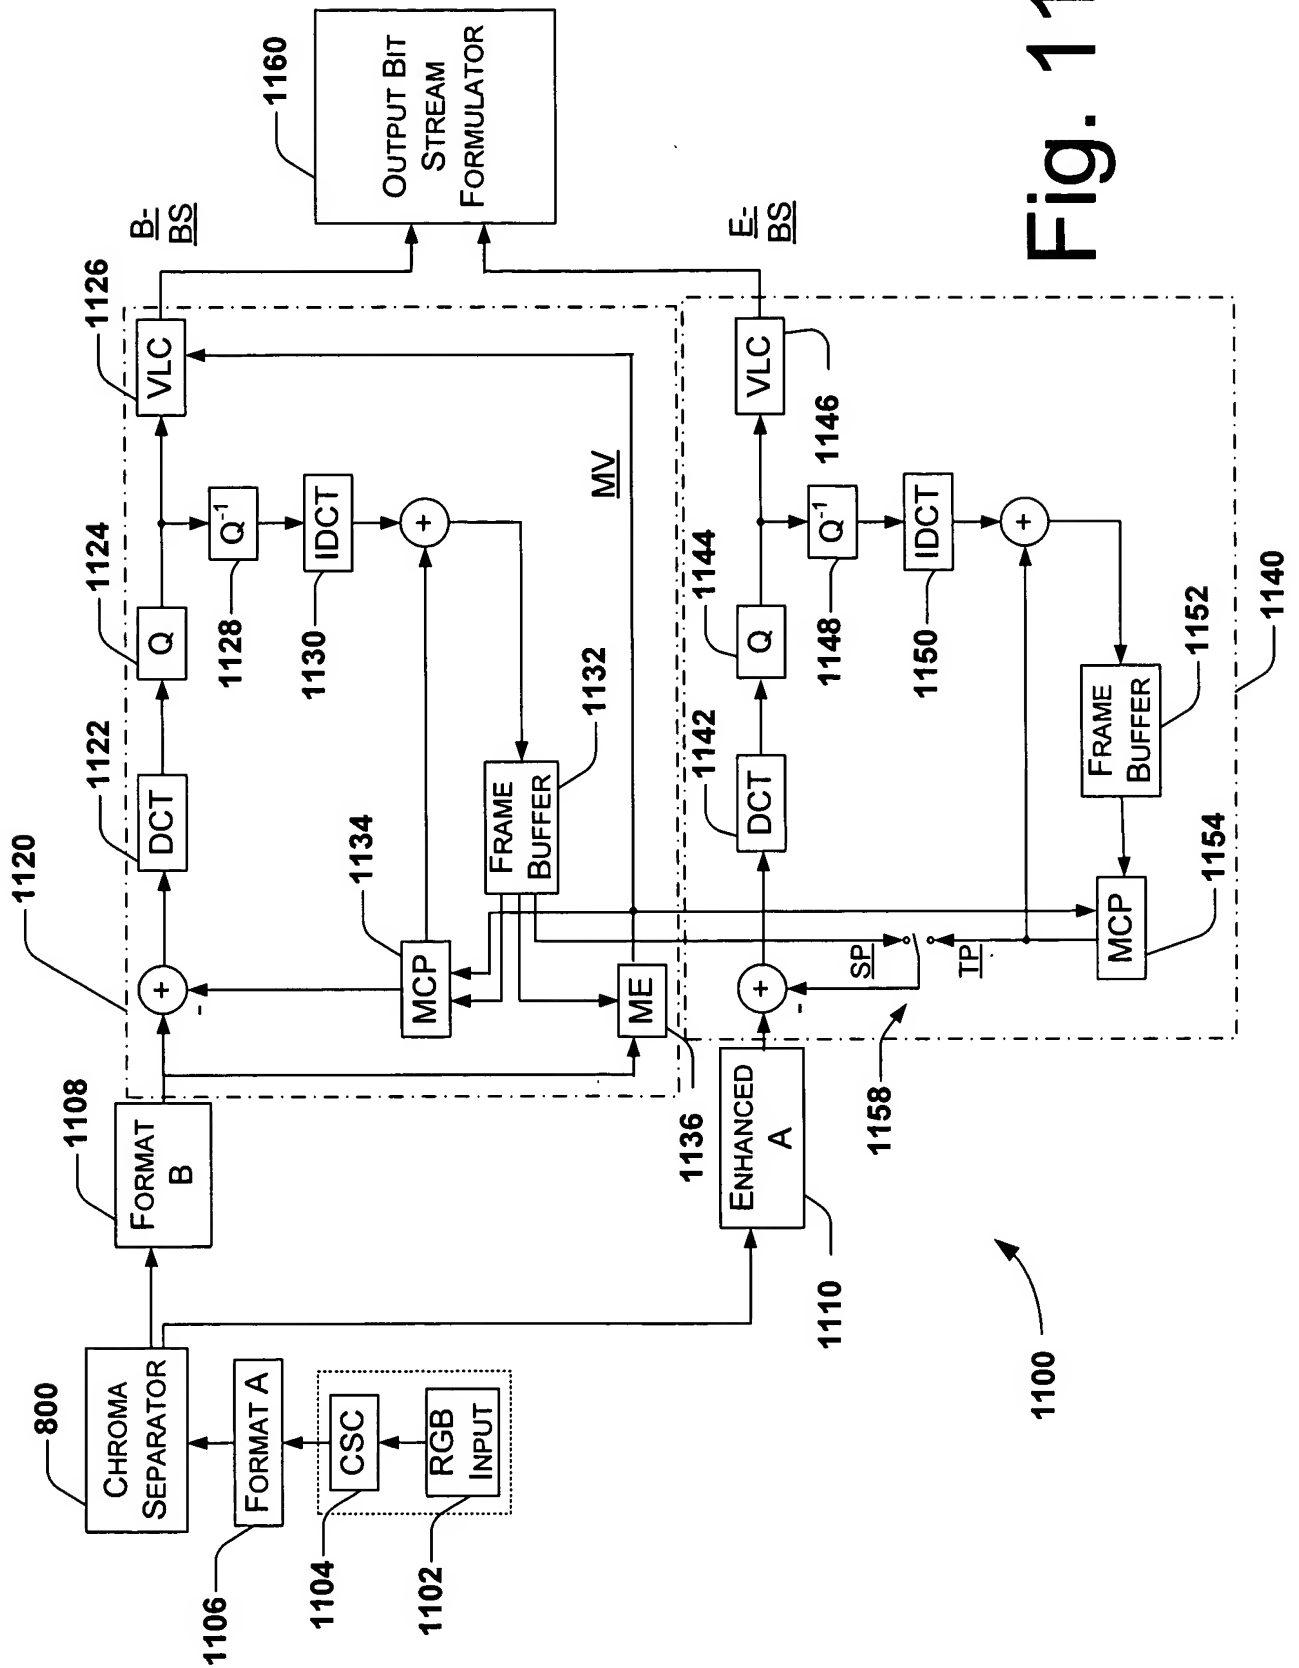 1160
OUTPUT BIT
STREAM
FORMULATOR
B-
BS
E-
BS
1126
VLC
1124
Q
1122
DCT
1120
+
-
1128
Q-1
1130
IDCT
+
MV
1134
MCP
1132
FRAME
BUFFER
ME
1136
1108
FORMAT
B
800
CHROMA
SEPARATOR
1106
FORMAT A
1104
CSC
1102
RGB
INPUT
1110
ENHANCED
A
+
-
1142
DCT
1144
Q
VLC
1146
1148
Q-1
1150
IDCT
+
1152
FRAME
BUFFER
1154
MCP
SP
TP
1158
1140
1100
Fig. 11